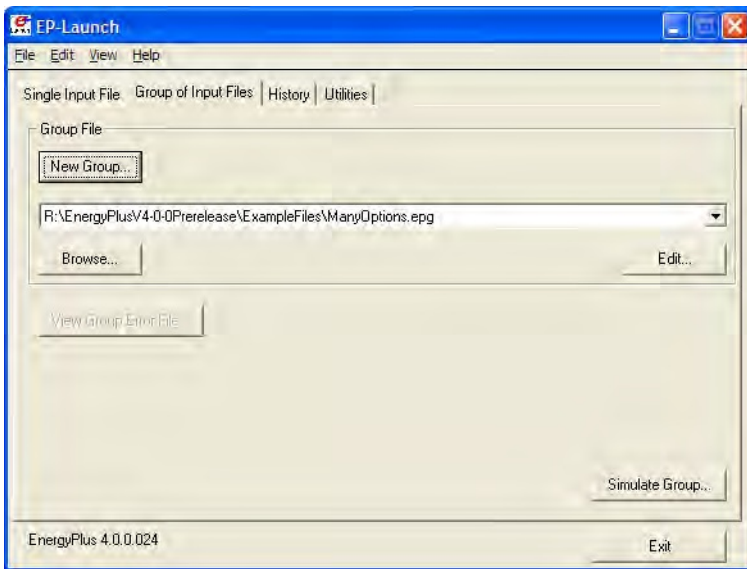 EP-Launch
File Edit View Help
Single Input File Group of Input Files History Utilities
Group File
New Group...
R:\EnergyPlusV4-0-0Prerelease\ExampleFiles\ManyOptions.epg
Browse... Edit...
View Group Error File
Simulate Group...
EnergyPlus 4.0.0.024
Exit